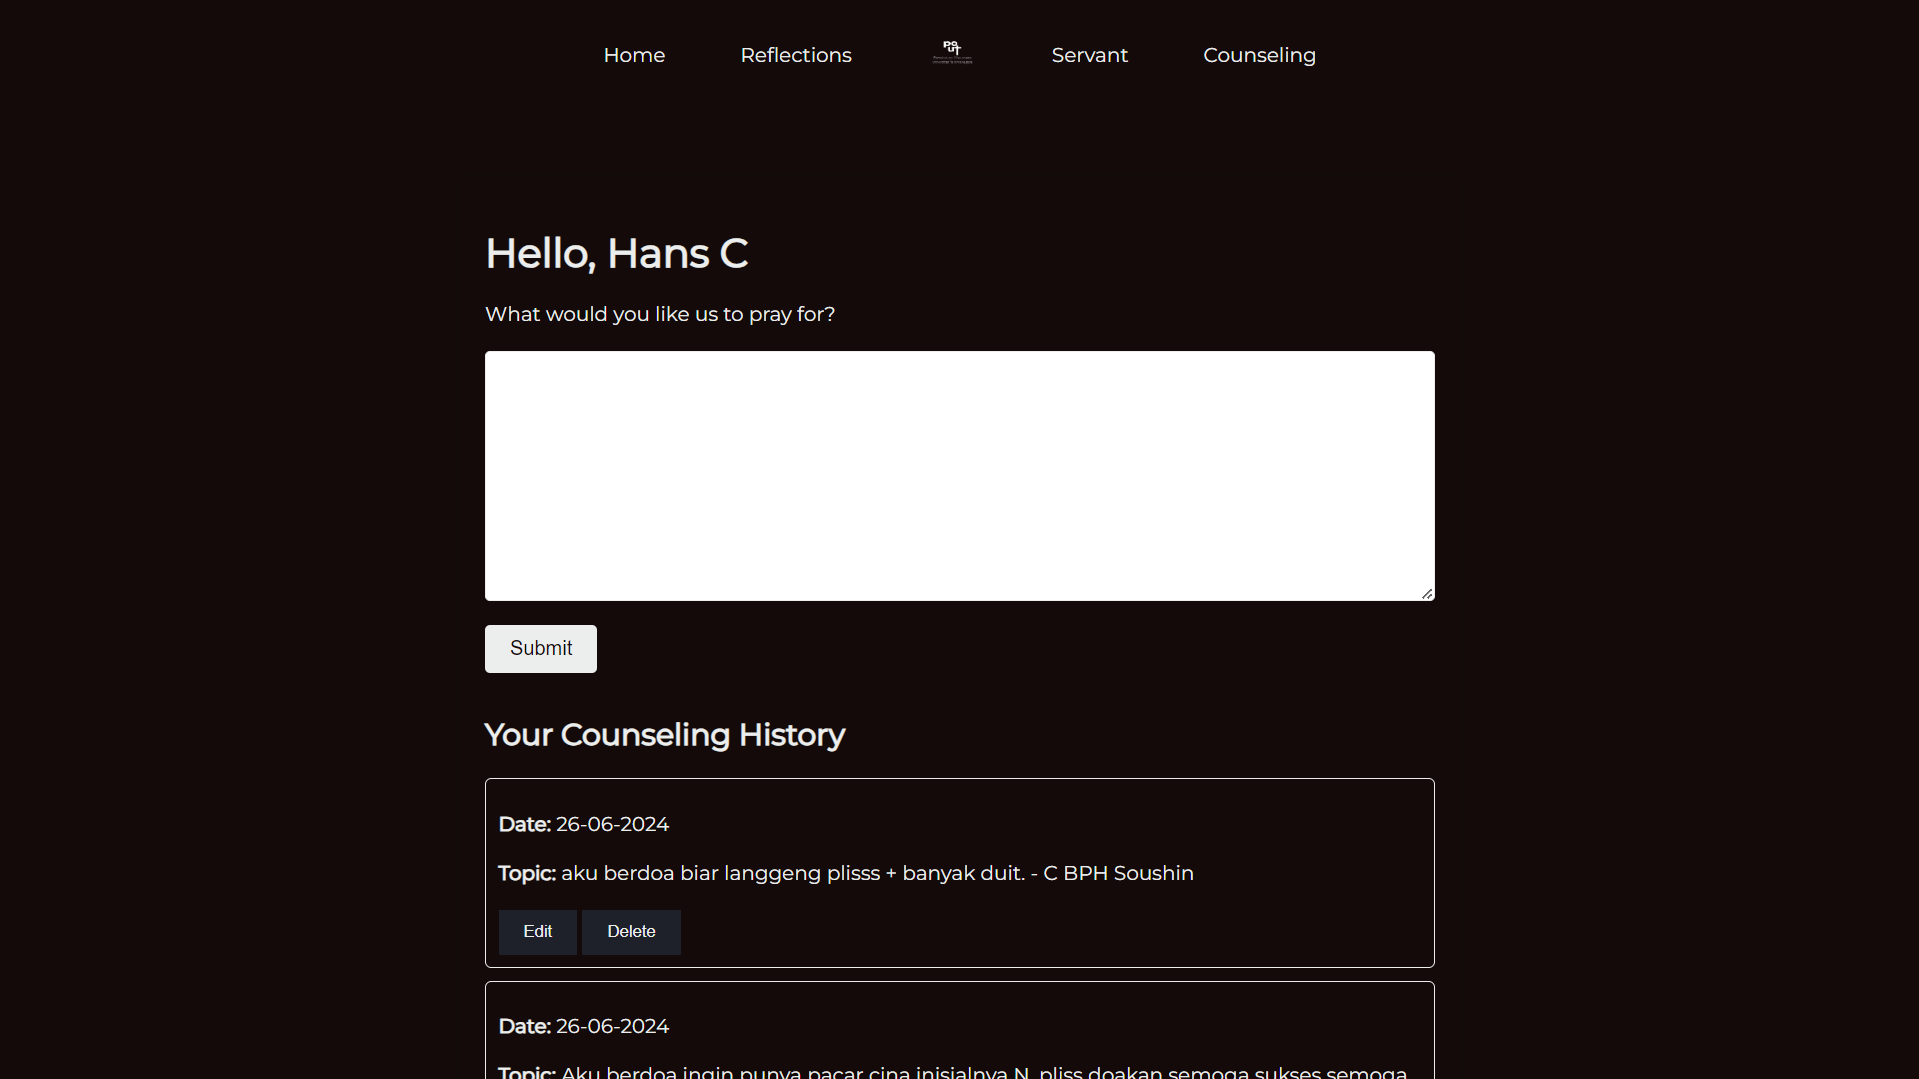 Home
Reflections
Servant
Counseling
Hello, Hans C
What would you like us to pray for?
Submit
Your Counseling History
Date: 26-06-2024
Topic: aku berdoa biar langgeng plisss + banyak duit. - C BPH Soushin
Edit
Delete
Date: 26-06-2024
Topic: Aku berdoa ingin punya pacar cina inisialnya N, pliss doakan semoga sukses semoga